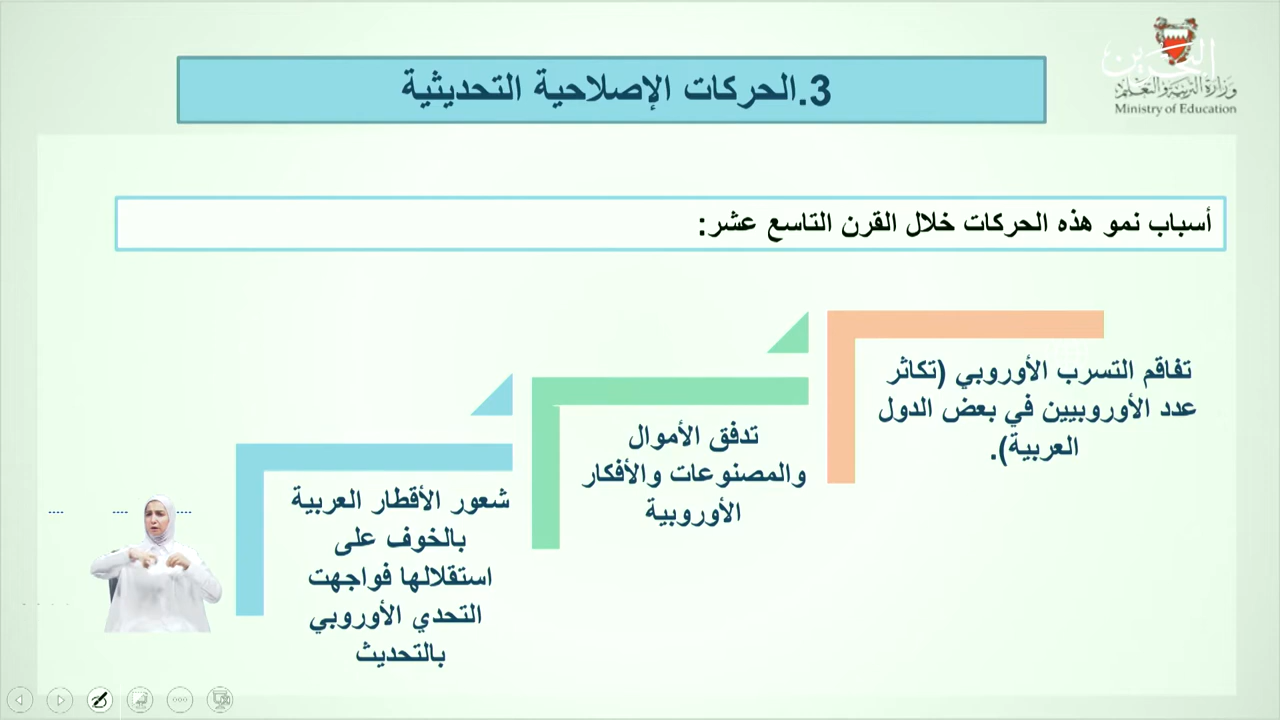 البحرين
وزارة التربية والتعليم
Ministry of Education
3.الحركات الإصلاحية التحديثية
أسباب نمو هذه الحركات خلال القرن التاسع عشر:
تفاقم التسرب الأوروبي (تكاثر
عدد الأوروبيين في بعض الدول
العربية).
تدفق الأموال
والمصنوعات والأفكار
الأوروبية
شعور الأقطار العربية
بالخوف على
استقلالها فواجهت
التحدي الأوروبي
بالتحديث